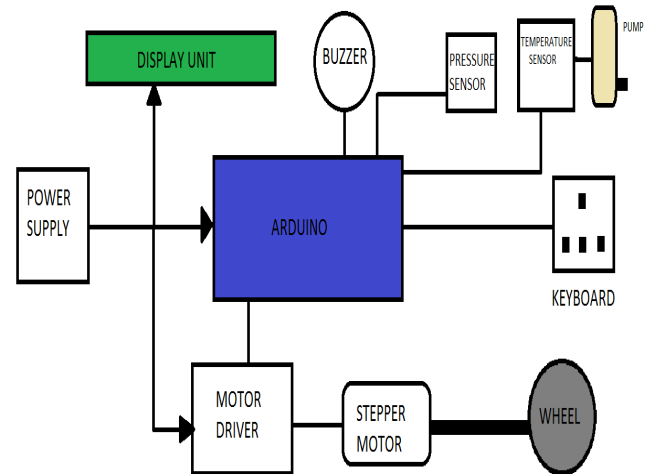 DISPLAY UNIT
BUZZER
PRESSURE
SENSOR
TEMPERATURE
SENSOR
PUMP
POWER
SUPPLY
ARDUINO
KEYBOARD
MOTOR
DRIVER
STEPPER
MOTOR
WHEEL